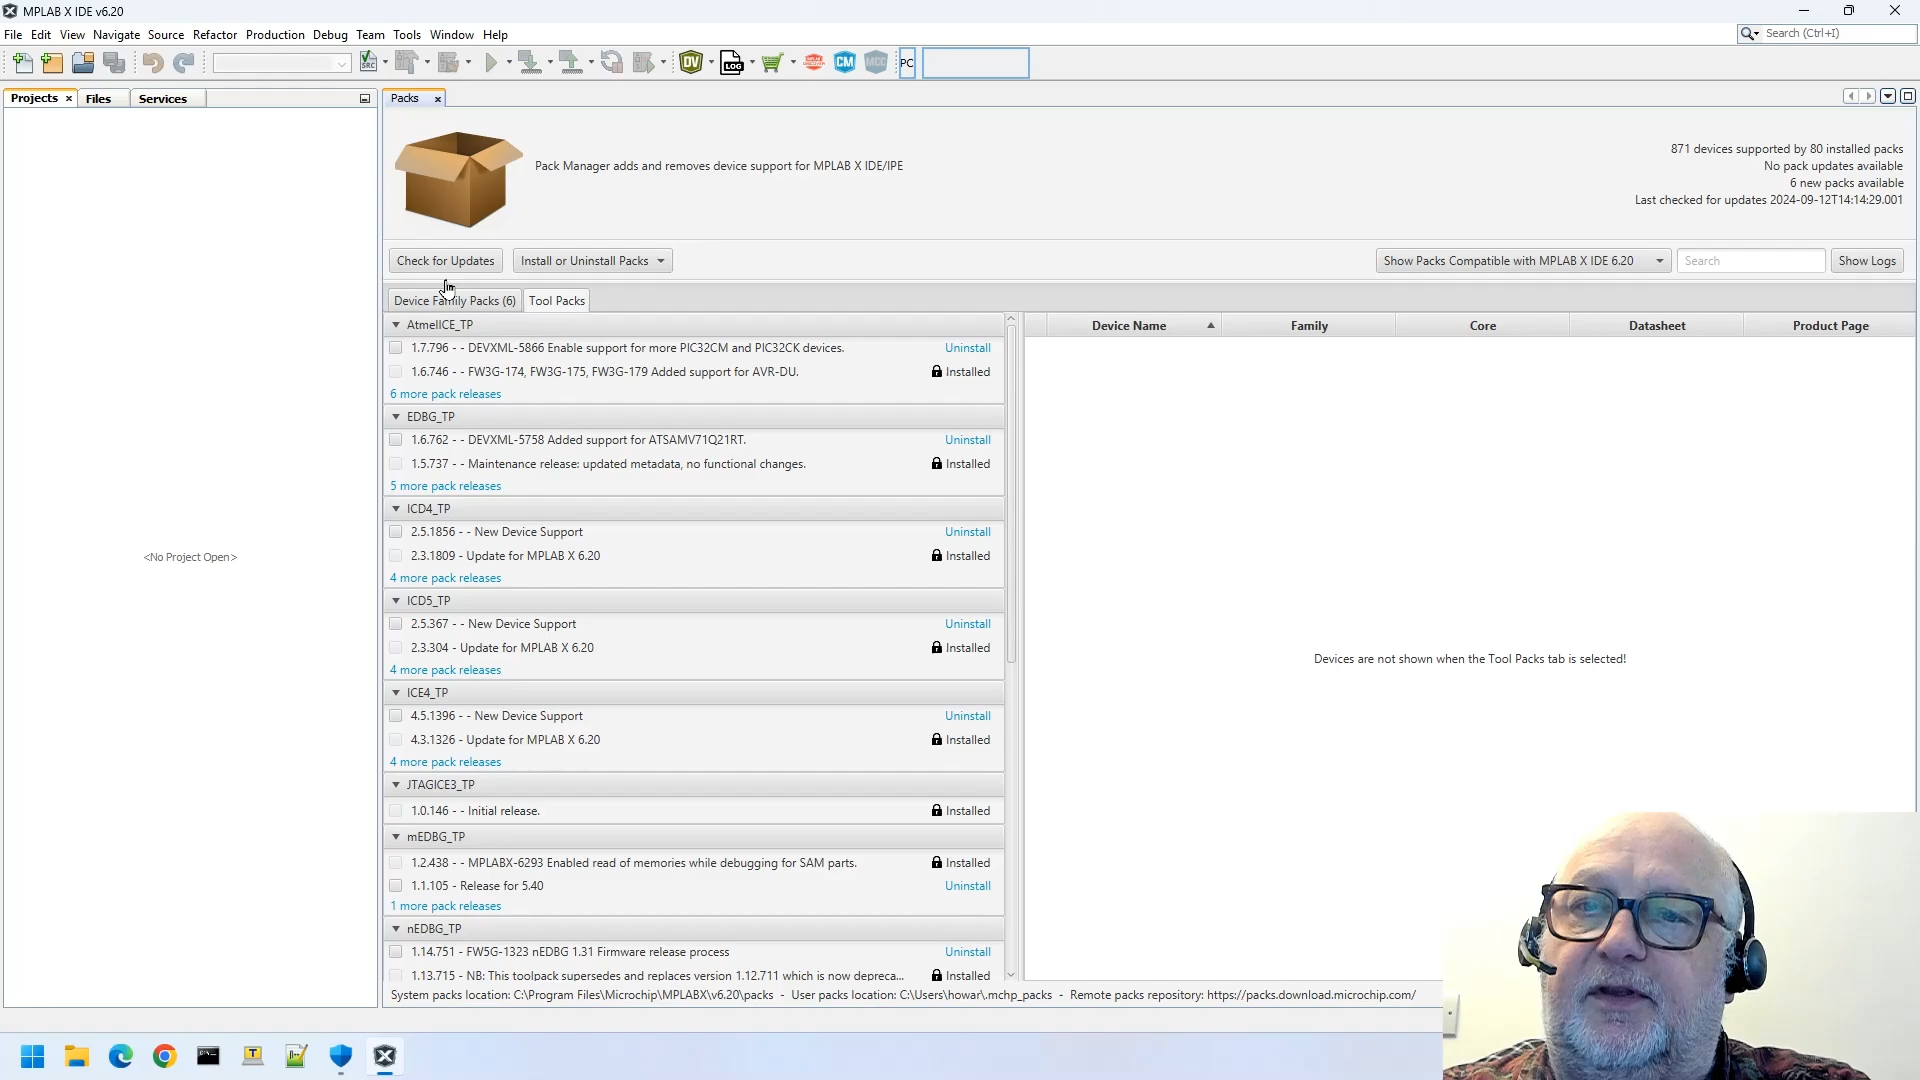 MPLAB X IDE v6.20
File Edit View Navigate Source Refactor Production Debug Team Tools Window Help
Search (Ctrl+I)
SRC
DV
LOG
CM
MCC
PC
Projects
Files
Services
Packs
Pack Manager adds and removes device support for MPLAB X IDE/IPE
871 devices supported by 80 installed packs
No pack updates available
6 new packs available
Last checked for updates 2024-09-12T14:14:29.001
Check for Updates
Install or Uninstall Packs
Show Packs Compatible with MPLAB X IDE 6.20
Search
Show Logs
Device Family Packs (6)
Tool Packs
Device Name
Family
Core
Datasheet
Product Page
AtmelICE_TP
1.7.796 - - DEVXML-5866 Enable support for more PIC32CM and PIC32CK devices. Uninstall
1.6.746 - - FW3G-174, FW3G-175, FW3G-179 Added support for AVR-DU. Installed
6 more pack releases
EDBG_TP
1.6.762 - - DEVXML-5758 Added support for ATSAMV71Q21RT. Uninstall
1.5.737 - - Maintenance release: updated metadata, no functional changes. Installed
5 more pack releases
ICD4_TP
2.5.1856 - - New Device Support Uninstall
2.3.1809 - Update for MPLAB X 6.20 Installed
4 more pack releases
ICD5_TP
2.5.367 - - New Device Support Uninstall
2.3.304 - Update for MPLAB X 6.20 Installed
4 more pack releases
ICE4_TP
4.5.1396 - - New Device Support Uninstall
4.3.1326 - Update for MPLAB X 6.20 Installed
4 more pack releases
JTAGICE3_TP
1.0.146 - - Initial release. Installed
mEDBG_TP
1.2.438 - - MPLABX-6293 Enabled read of memories while debugging for SAM parts. Installed
1.1.105 - Release for 5.40 Uninstall
1 more pack releases
nEDBG_TP
1.14.751 - FW5G-1323 nEDBG 1.31 Firmware release process Uninstall
1.13.715 - NB: This toolpack supersedes and replaces version 1.12.711 which is now depreca... Installed
<No Project Open>
Devices are not shown when the Tool Packs tab is selected!
System packs location: C:\Program Files\Microchip\MPLABX\v6.20\packs - User packs location: C:\Users\howar\.mchp_packs - Remote packs repository: https://packs.download.microchip.com/